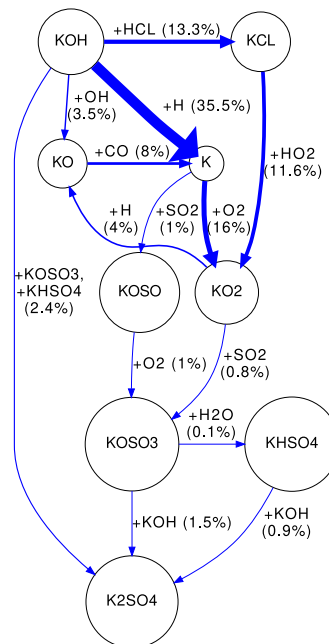 KOH
+HCL (13.3%)
KCL
+OH
(3.5%)
+H (35.5%)
KO
+CO (8%)
K
+HO2
(11.6%)
+H
(4%)
+SO2
(1%)
+O2
(16%)
+KOSO3,
+KHSO4
(2.4%)
KOSO
KO2
+O2 (1%)
+SO2
(0.8%)
KOSO3
+H2O
(0.1%)
KHSO4
+KOH (1.5%)
+KOH
(0.9%)
K2SO4